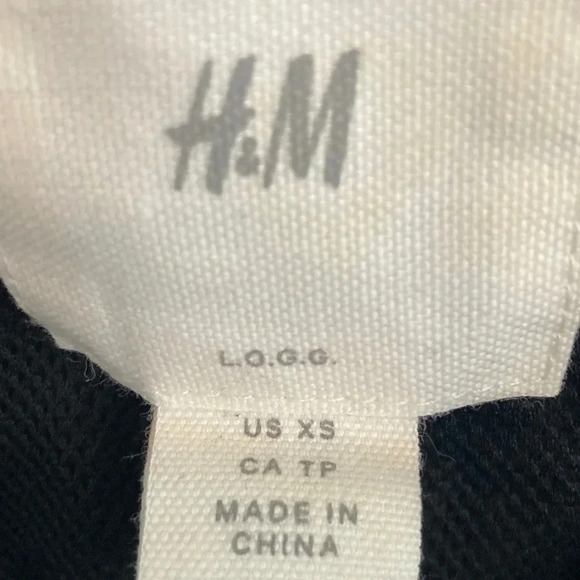 H&M
L.O.G.G.
US XS
CA TP
MADE IN
CHINA